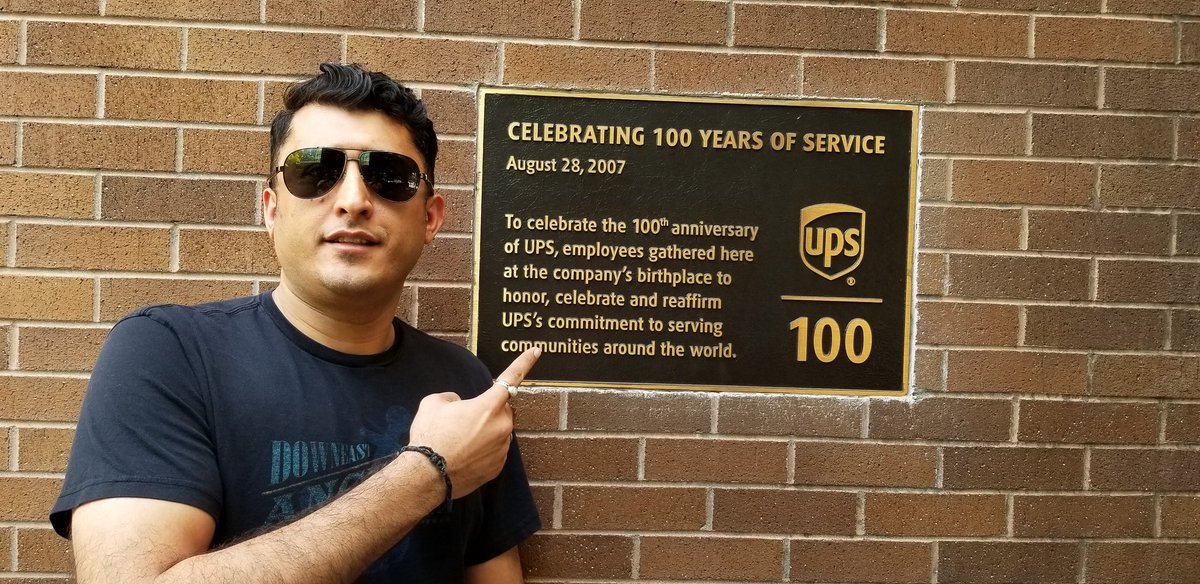 CELEBRATING 100 YEARS OF SERVICE
August 28, 2007
To celebrate the 100th anniversary
of UPS, employees gathered here
at the company's birthplace to
honor, celebrate and reaffirm
UPS's commitment to serving
communities around the world.
ups
®
100
DOWNEAST